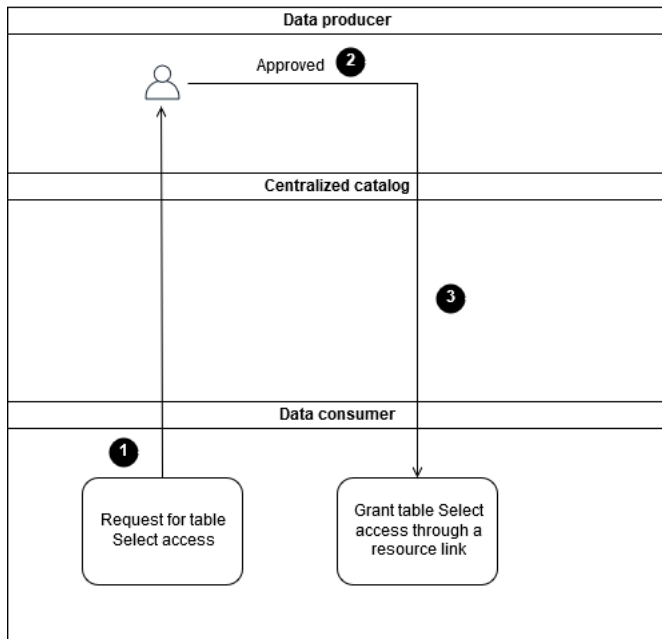 Data producer
Approved
2
Centralized catalog
3
Data consumer
1
Request for table
Select access
Grant table Select
access through a
resource link